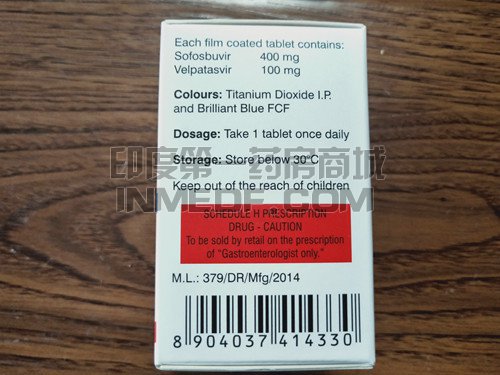 Each film coated tablet contains:
Sofosbuvir 400 mg
Velpatasvir 100 mg
Colours: Titanium Dioxide I.P.
and Brilliant Blue FCF
Dosage: Take 1 tablet once daily
印度第一药房商城
Storage: Store below 30°C
INMEDE.COM
Keep out of the reach of children
SCHEDULE H PRESCRIPTION
DRUG - CAUTION
To be sold by retail on the prescription
of "Gastroenterologist only."
M.L.: 379/DR/Mfg/2014
8 904037 414330